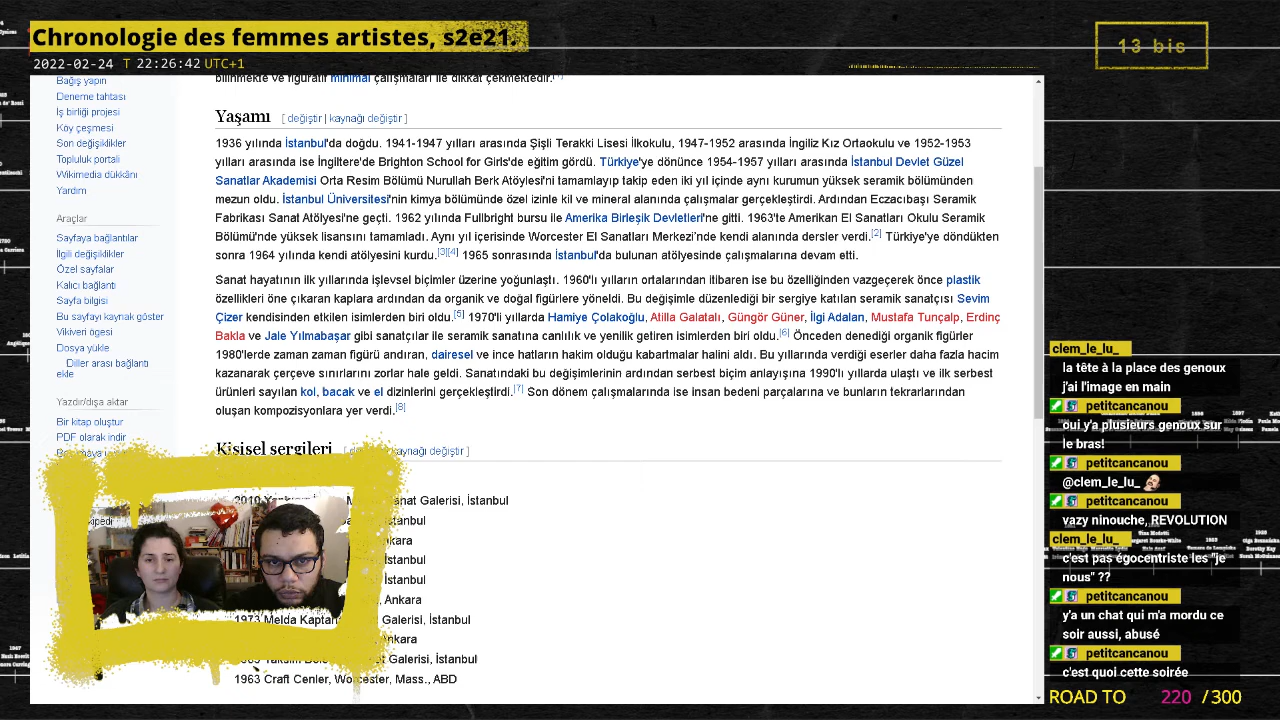 Chronologie des femmes artistes, s2e21.
2022-02-24 T 22:26:42 UTC+1
13 bis
bilinmekte ve figüratif minimal çalışmaları ile dikkat çekmektedir.
Bağış yapın
Deneme tahtası
İş birliği projesi
Köy çeşmesi
Son değişiklikler
Topluluk portali
Wikimedia dükkânı
Yardım
Araçlar
Sayfaya bağlantılar
İlgili değişiklikler
Özel sayfalar
Kalıcı bağlantı
Sayfa bilgisi
Bu sayfayı kaynak göster
Vikiveri ögesi
Dosya yükle
Diller arası bağlantı
ekle
Yazdır/dışa aktar
Bir kitap oluştur
PDF olarak indir
Yaşamı [ değiştir | kaynağı değiştir ]
1936 yılında İstanbul'da doğdu. 1941-1947 yılları arasında Şişli Terakki Lisesi İlkokulu, 1947-1952 arasında İngiliz Kız Ortaokulu ve 1952-1953
yılları arasında ise İngiltere'de Brighton School for Girls'de eğitim gördü. Türkiye'ye dönünce 1954-1957 yılları arasında İstanbul Devlet Güzel
Sanatlar Akademisi Orta Resim Bölümü Nurullah Berk Atöylesi'ni tamamlayıp takip eden iki yıl içinde aynı kurumun yüksek seramik bölümünden
mezun oldu. İstanbul Üniversitesi'nin kimya bölümünde özel izinle kil ve mineral alanında çalışmalar gerçekleştirdi. Ardından Eczacıbaşı Seramik
Fabrikası Sanat Atölyesi'ne geçti. 1962 yılında Fullbright bursu ile Amerika Birleşik Devletleri'ne gitti. 1963'te Amerikan El Sanatları Okulu Seramik
Bölümü'nde yüksek lisansını tamamladı. Aynı yıl içerisinde Worcester El Sanatları Merkezi'nde kendi alanında dersler verdi.[2] Türkiye'ye döndükten
sonra 1964 yılında kendi atölyesini kurdu.[3][4] 1965 sonrasında İstanbul'da bulunan atölyesinde çalışmalarına devam etti.
Sanat hayatının ilk yıllarında işlevsel biçimler üzerine yoğunlaştı. 1960'lı yılların ortalarından itibaren ise bu özelliğinden vazgeçerek önce plastik
özellikleri öne çıkaran kaplara ardından da organik ve doğal figürlere yöneldi. Bu değişimle düzenlediği bir sergiye katılan seramik sanatçısı Sevim
Çizer kendisinden etkilen isimlerden biri oldu.[5] 1970'li yıllarda Hamiye Çolakoğlu, Atilla Galatalı, Güngör Güner, İlgi Adalan, Mustafa Tunçalp, Erdinç
Bakla ve Jale Yılmabaşar gibi sanatçılar ile seramik sanatına canlılık ve yenilik getiren isimlerden biri oldu.[6] Önceden denediği organik figürler
1980'lerde zaman zaman figürü andıran, dairesel ve ince hatların hakim olduğu kabartmalar halini aldı. Bu yıllarında verdiği eserler daha fazla hacim
kazanarak çerçeve sınırlarını zorlar hale geldi. Sanatındaki bu değişimlerinin ardından serbest biçim anlayışına 1990'lı yıllarda ulaştı ve ilk serbest
ürünleri sayılan kol, bacak ve el dizinlerini gerçekleştirdi.[7] Son dönem çalışmalarında ise insan bedeni parçalarına ve bunların tekrarlarından
oluşan kompozisyonlara yer verdi.[8]
Kişisel sergileri kaynağı değiştir ]
2010 Sanat Galerisi, İstanbul
İstanbul
Ankara
İstanbul
İstanbul
, Ankara
1973 Melda Kaptan Galerisi, İstanbul
Ankara
Galerisi, İstanbul
1963 Craft Cenler, Worcester, Mass., ABD
clem_le_lu_
la tête à la place des genoux
j'ai l'image en main
petitcancanou
oui y'a plusieurs genoux sur
le bras!
petitcancanou
@clem_le_lu_
petitcancanou
vazy ninouche, REVOLUTION
clem_le_lu_
c'est pas égocentriste les "je
nous" ??
petitcancanou
y'a un chat qui m'a mordu ce
soir aussi, abusé
petitcancanou
c'est quoi cette soirée
ROAD TO 220 /300